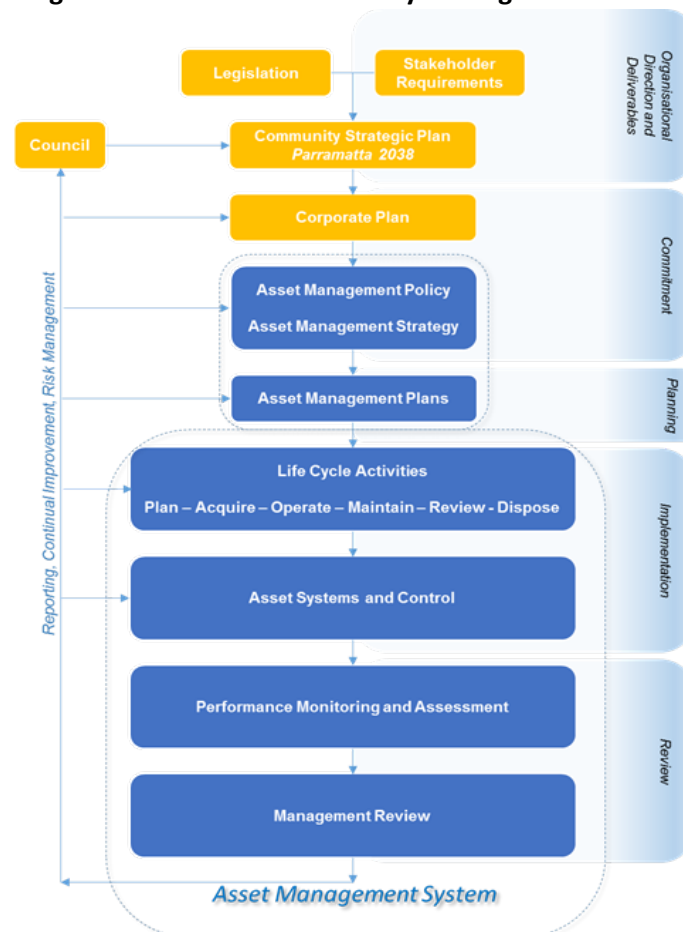 Legislation
Stakeholder
Requirements
Organisational
Direction and
Deliverables
Council
Community Strategic Plan
Parramatta 2038
Corporate Plan
Commitment
Asset Management Policy
Asset Management Strategy
Asset Management Plans
Planning
Reporting, Continual Improvement, Risk Management
Life Cycle Activities
Plan – Acquire – Operate – Maintain – Review - Dispose
Implementation
Asset Systems and Control
Performance Monitoring and Assessment
Review
Management Review
Asset Management System